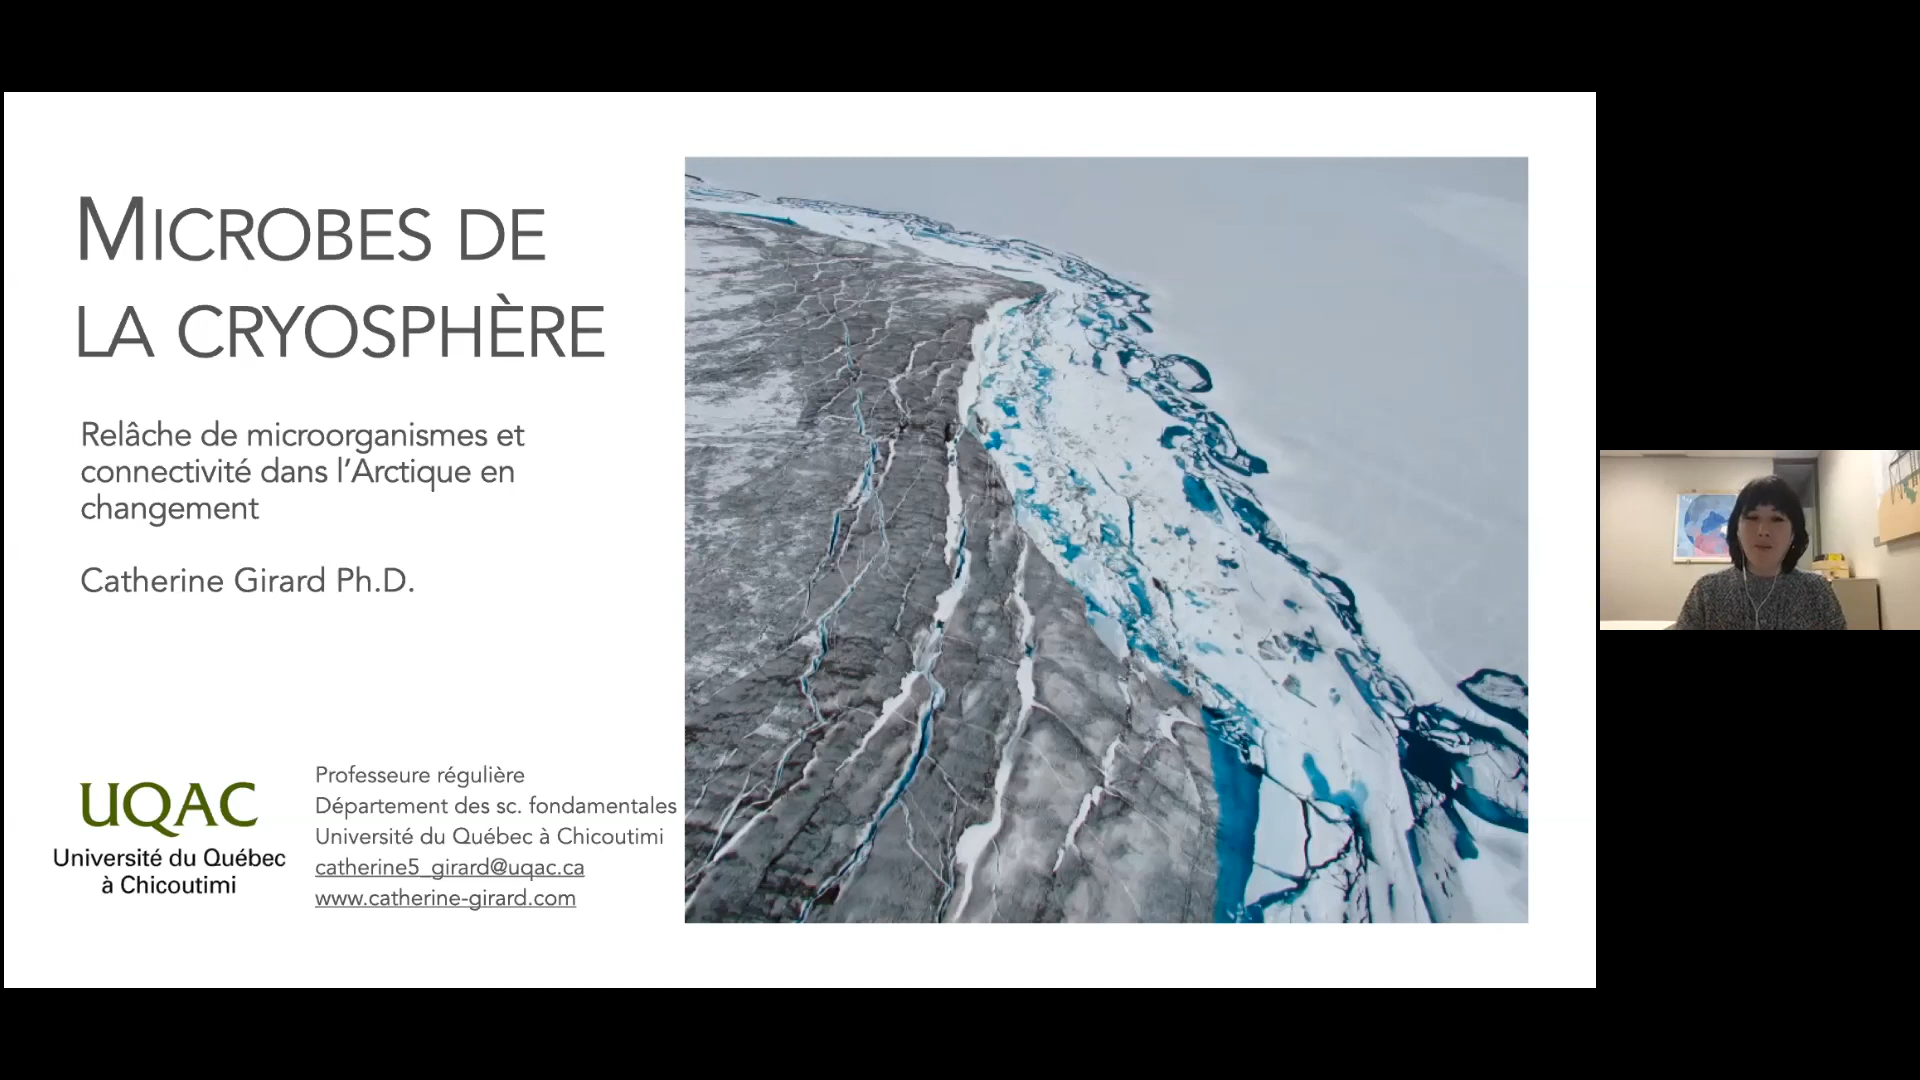 MICROBES DE
LA CRYOSPHÈRE
Relâche de microorganismes et
connectivité dans l'Arctique en
changement
Catherine Girard Ph.D.
UQAC
Université du Québec
à Chicoutimi
Professeure régulière
Département des sc. fondamentales
Université du Québec à Chicoutimi
catherine5_girard@uqac.ca
www.catherine-girard.com